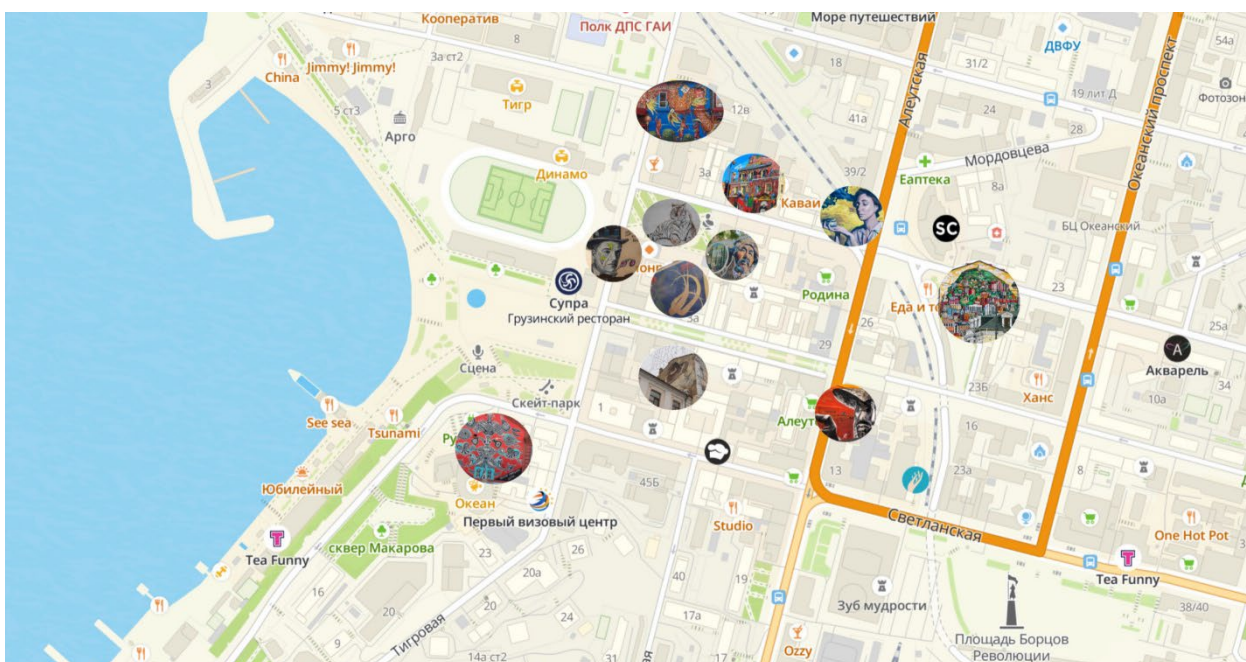 Кооператив
Полк ДПС ГАИ
Море путешествий
ДВФУ
54а
8
3а ст2
18
31/2
Jimmy! Jimmy!
China
3
Тигр
19 лит Д
Фотозон
5 ст3
12в
24
Арго
41а
28
Алеутская
Океанский проспект
Мордовцева
Динамо
3а
39/2
Еаптека
8а
Каваи
SC
БЦ Океанский
Супра
Грузинский ресторан
Родина
Еда и т
23
3а
26
25а
Сцена
29
A
Акварель
34
Скейт-парк
23Б
Ханс
10а
See sea
1
Алеут
Tsunami
Ру
16
Юбилейный
13
23а
8
Океан
45Б
Первый визовый центр
Studio
Светланская
One Hot Pot
T
Tea Funny
сквер Макарова
23
26
T
Tea Funny
20а
40
19
Зуб мудрости
16
20
20
38/40
24
17а
9
Тигровая
Площадь Борцов
Революции
14а ст2
17
11
Ozzy